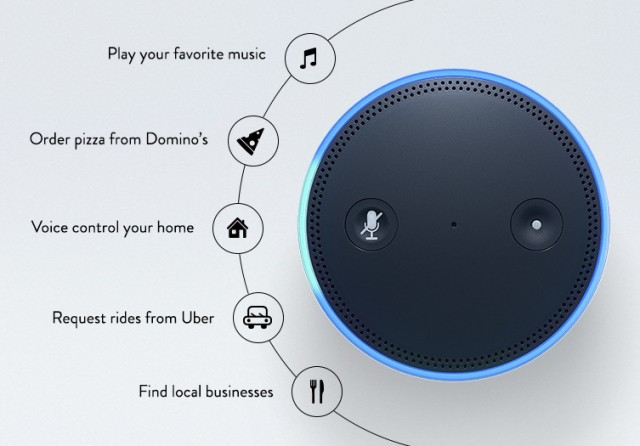 Play your favorite music
Order pizza from Domino's
Voice control your home
Request rides from Uber
Find local businesses